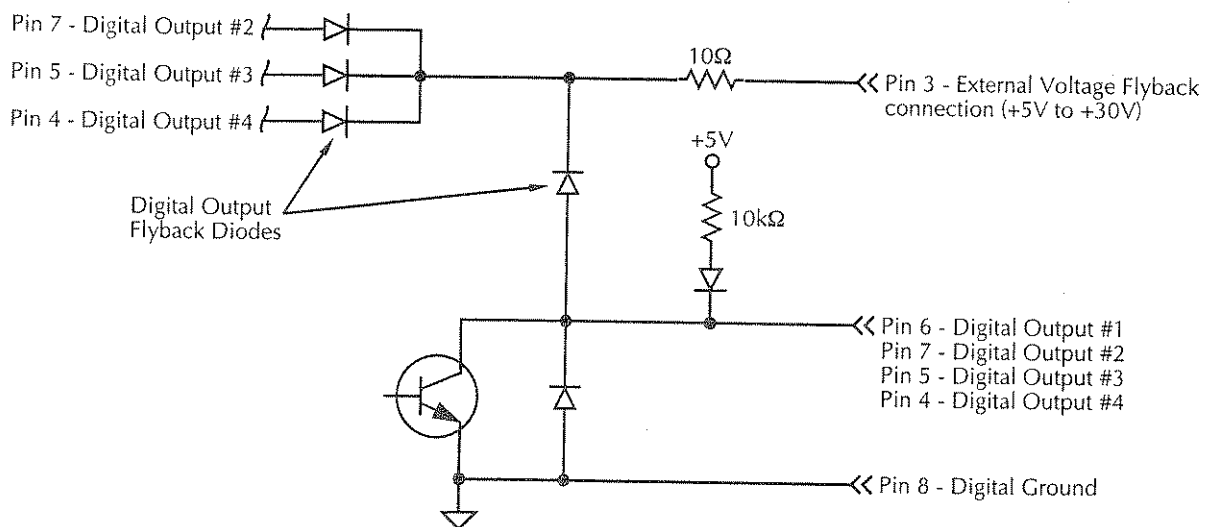 Pin 7 - Digital Output #2
Pin 5 - Digital Output #3
Pin 4 - Digital Output #4
10Ω
Pin 3 - External Voltage Flyback
connection (+5V to +30V)
+5V
10kΩ
Digital Output
Flyback Diodes
Pin 6 - Digital Output #1
Pin 7 - Digital Output #2
Pin 5 - Digital Output #3
Pin 4 - Digital Output #4
Pin 8 - Digital Ground